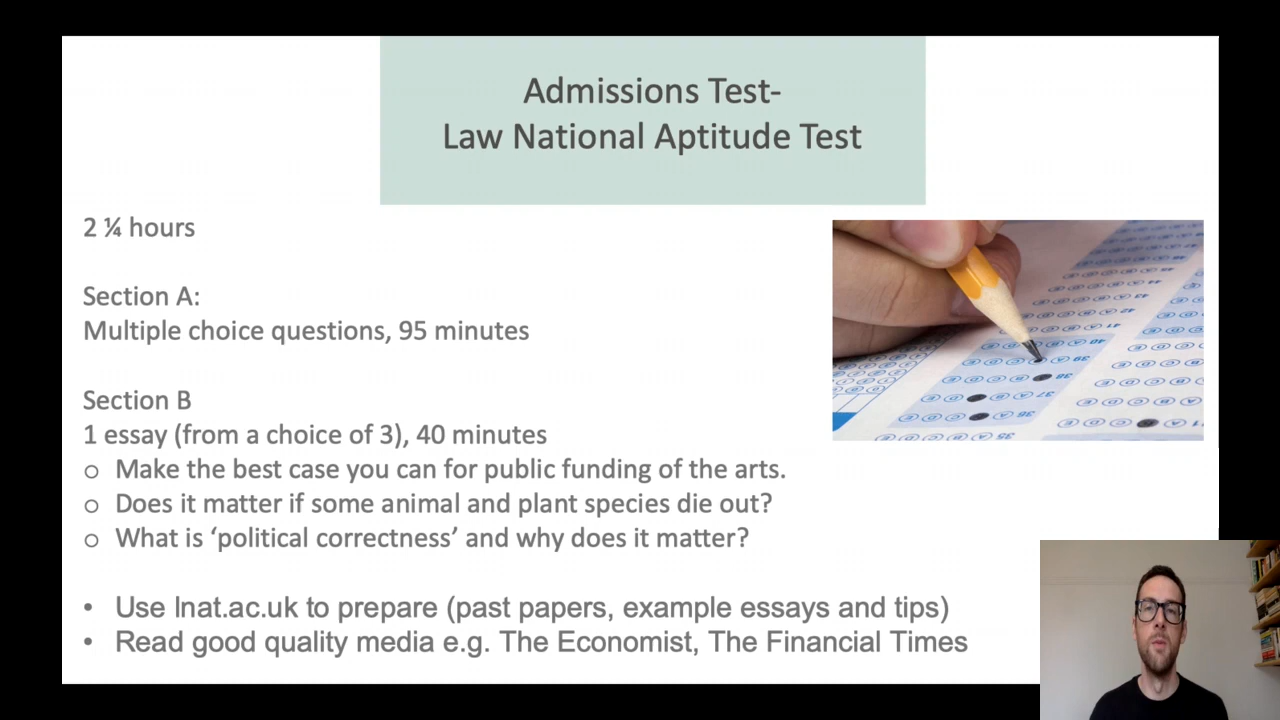 Admissions Test-
Law National Aptitude Test
2 ¼ hours
Section A:
Multiple choice questions, 95 minutes
Section B
1 essay (from a choice of 3), 40 minutes
o Make the best case you can for public funding of the arts.
o Does it matter if some animal and plant species die out?
o What is ‘political correctness’ and why does it matter?
• Use lnat.ac.uk to prepare (past papers, example essays and tips)
• Read good quality media e.g. The Economist, The Financial Times